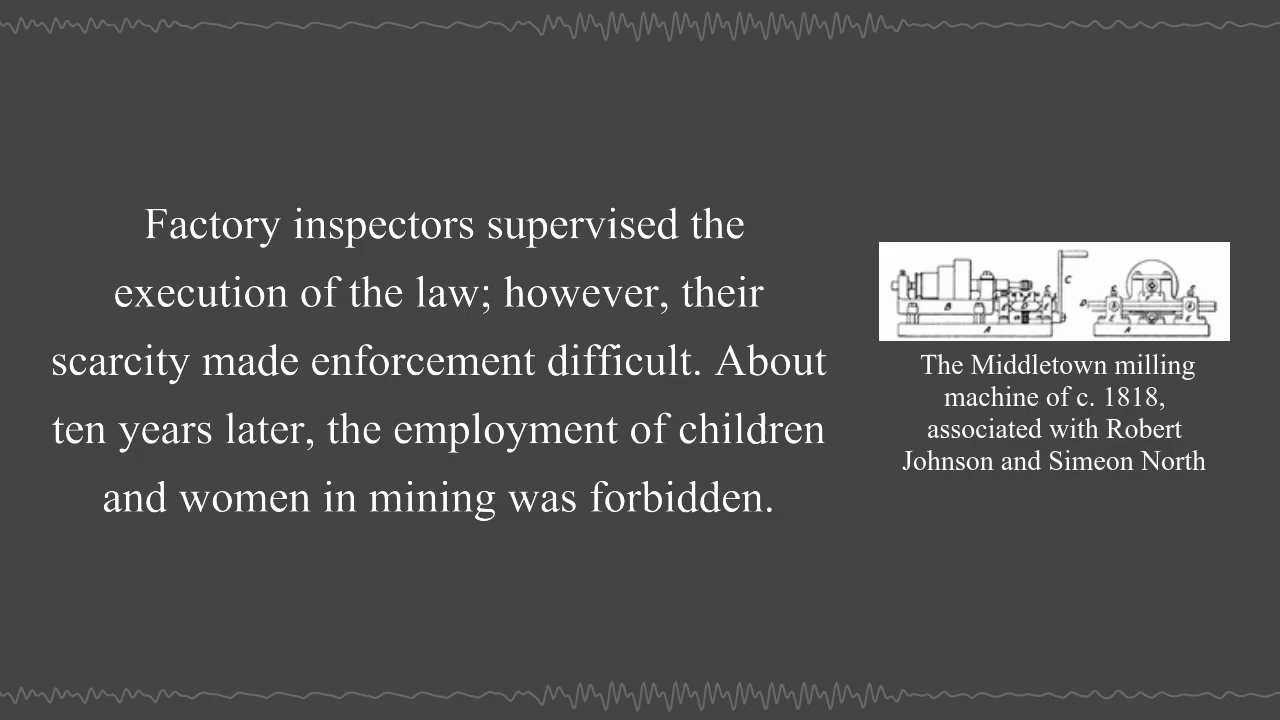 Factory inspectors supervised the
execution of the law; however, their
scarcity made enforcement difficult. About
ten years later, the employment of children
and women in mining was forbidden.
The Middletown milling
machine of c. 1818,
associated with Robert
Johnson and Simeon North